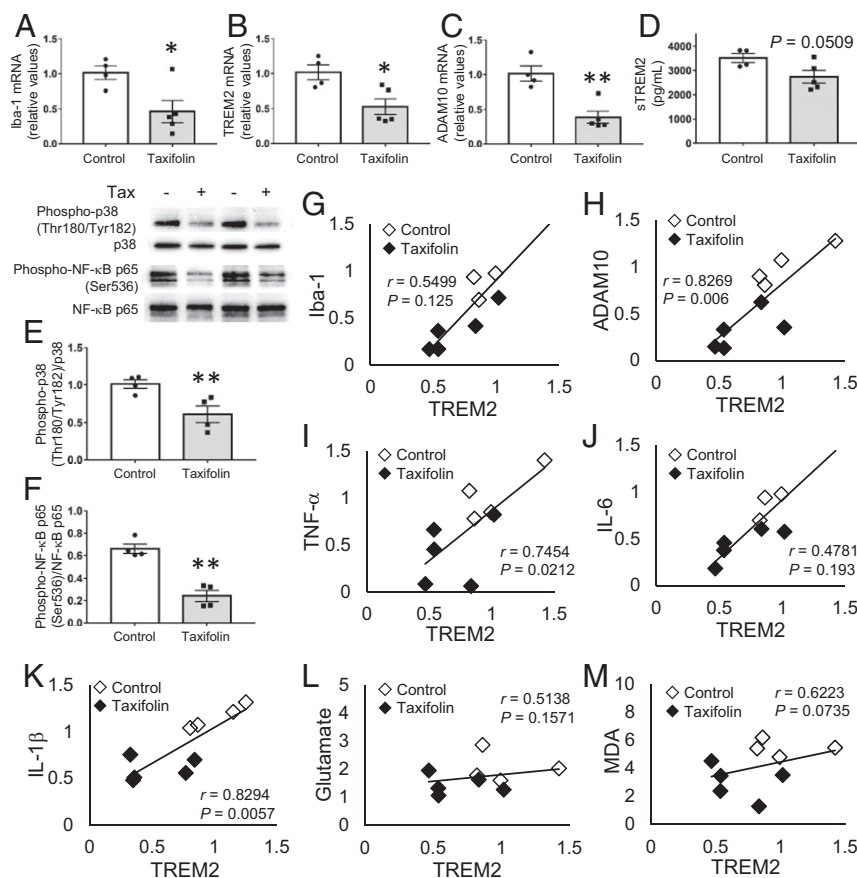 A
Iba-1 mRNA
(relative values)
1.5
1.0
0.5
0.0
*
Control
Taxifolin
B
TREM2 mRNA
(relative values)
1.5
1.0
0.5
0.0
*
Control
Taxifolin
C
ADAM10 mRNA
(relative values)
1.5
1.0
0.5
0.0
**
Control
Taxifolin
D
sTREM2
(pg/mL)
4000
3000
2000
1000
0
P = 0.0509
Control
Taxifolin
Tax - + - +
Phospho-p38
(Thr180/Tyr182)
p38
Phospho-NF-κB p65
(Ser536)
NF-κB p65
E
Phospho-p38
(Thr180/Tyr182)/p38
1.5
1.0
0.5
0.0
**
Control
Taxifolin
F
Phospho-NF-κB p65
(Ser536)/NF-κB p65
1.0
0.8
0.6
0.4
0.2
0.0
**
Control
Taxifolin
G
Iba-1
1.5
1
0.5
0
Control
Taxifolin
r = 0.5499
P = 0.125
0 0.5 1 1.5
TREM2
H
ADAM10
1.5
1
0.5
0
Control
Taxifolin
r = 0.8269
P = 0.006
0 0.5 1 1.5
TREM2
I
TNF-α
1.5
1
0.5
0
Control
Taxifolin
r = 0.7454
P = 0.0212
0 0.5 1 1.5
TREM2
J
IL-6
1.5
1
0.5
0
Control
Taxifolin
r = 0.4781
P = 0.193
0 0.5 1 1.5
TREM2
K
IL-1β
1.5
1
0.5
0
Control
Taxifolin
r = 0.8294
P = 0.0057
0 0.5 1 1.5
TREM2
L
Glutamate
5
4
3
2
1
0
Control
Taxifolin
r = 0.5138
P = 0.1571
0 0.5 1 1.5
TREM2
M
MDA
10
8
6
4
2
0
Control
Taxifolin
r = 0.6223
P = 0.0735
0 0.5 1 1.5
TREM2